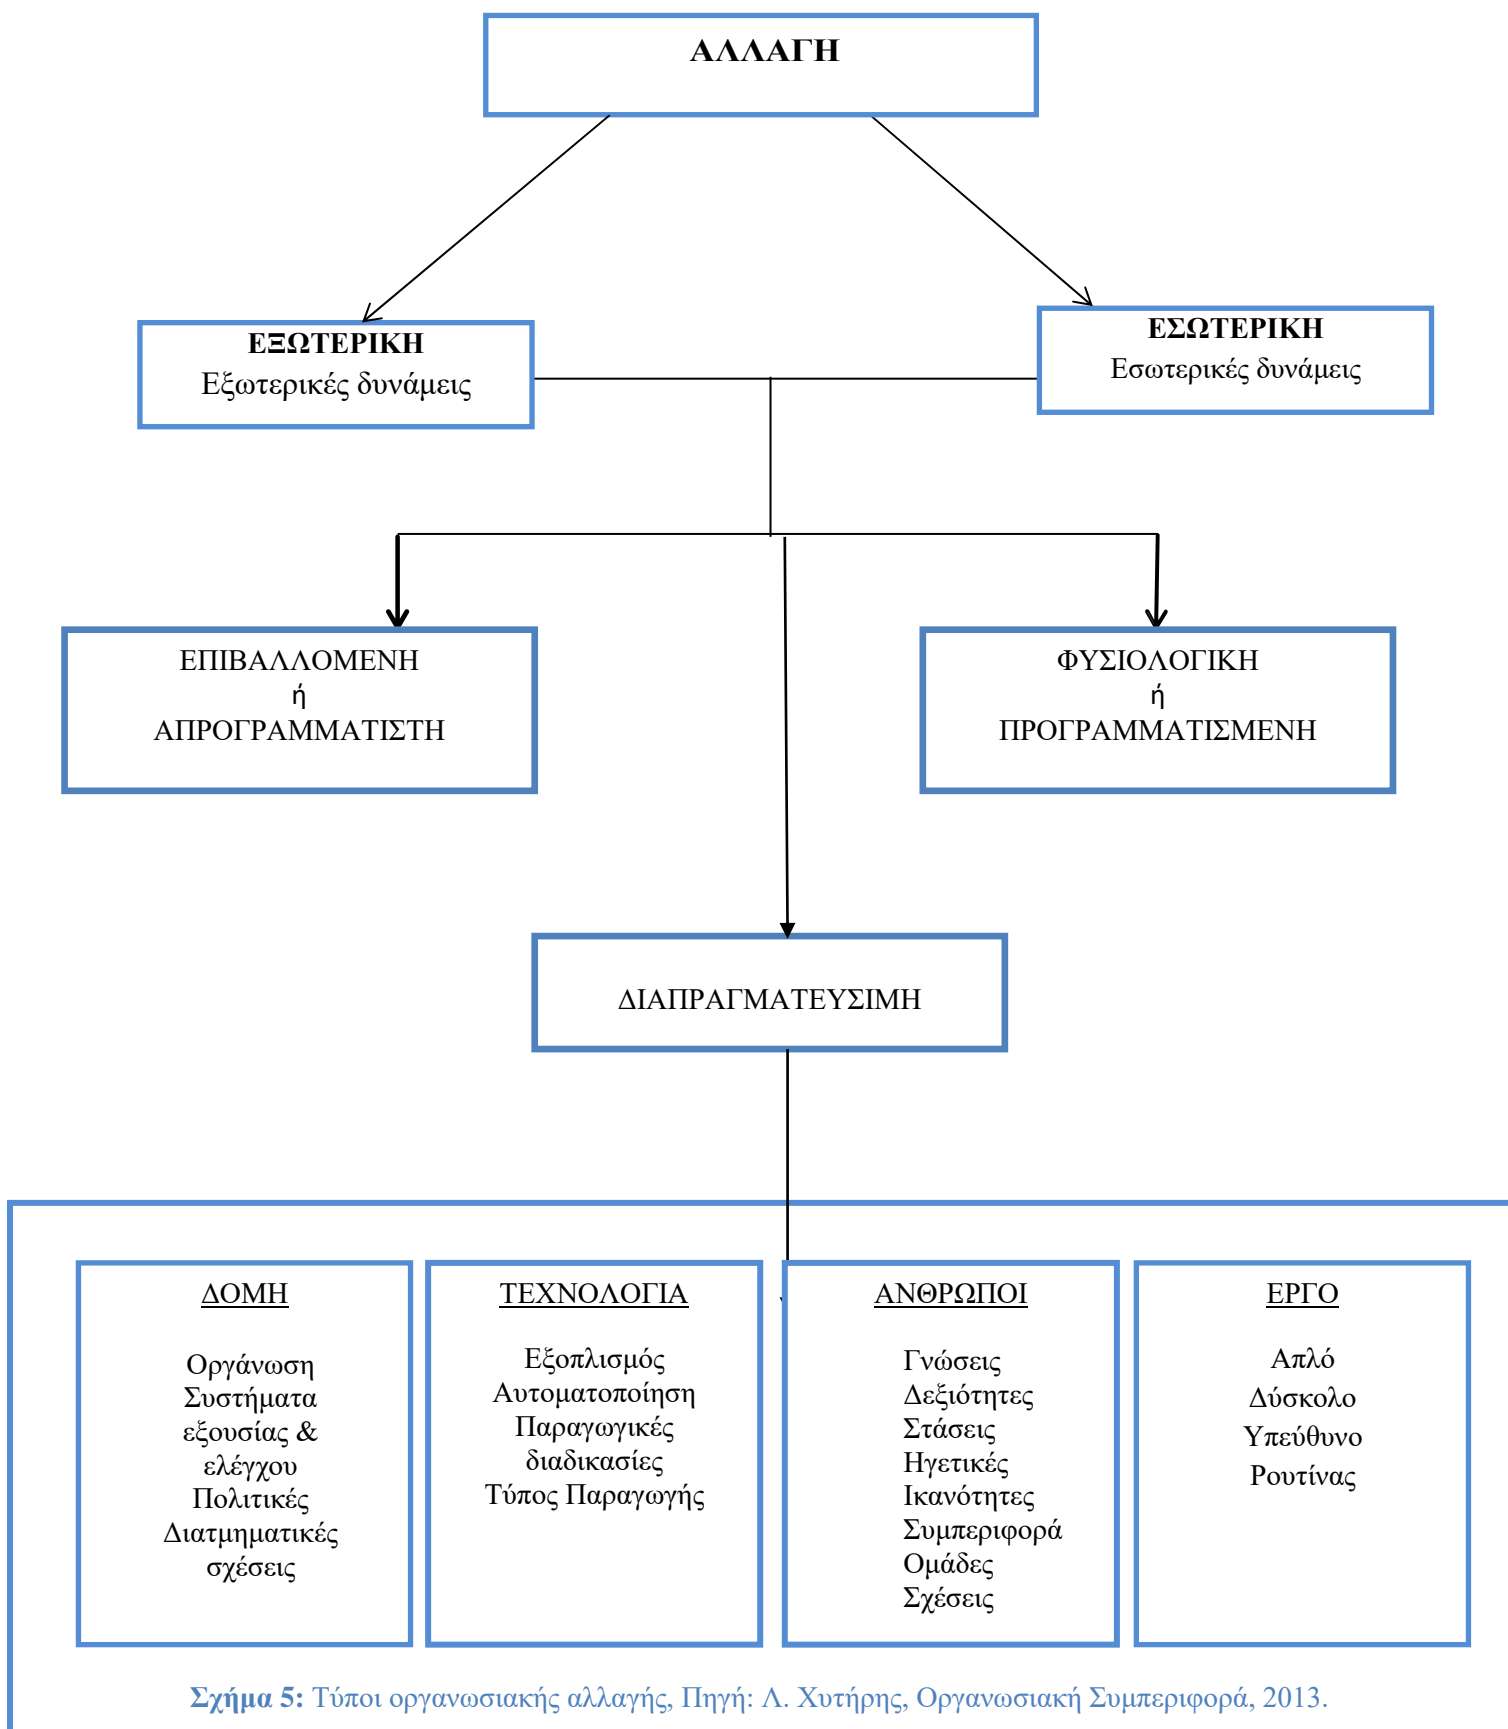 ΑΛΛΑΓΗ
ΕΞΩΤΕΡΙΚΗ
Εξωτερικές δυνάμεις
ΕΣΩΤΕΡΙΚΗ
Εσωτερικές δυνάμεις
ΕΠΙΒΑΛΛΟΜΕΝΗ
ή
ΑΠΡΟΓΡΑΜΜΑΤΙΣΤΗ
ΦΥΣΙΟΛΟΓΙΚΗ
ή
ΠΡΟΓΡΑΜΜΑΤΙΣΜΕΝΗ
ΔΙΑΠΡΑΓΜΑΤΕΥΣΙΜΗ
ΔΟΜΗ
Οργάνωση
Συστήματα
εξουσίας &
ελέγχου
Πολιτικές
Διατμηματικές
σχέσεις
ΤΕΧΝΟΛΟΓΙΑ
Εξοπλισμός
Αυτοματοποίηση
Παραγωγικές
διαδικασίες
Τύπος Παραγωγής
ΑΝΘΡΩΠΟΙ
Γνώσεις
Δεξιότητες
Στάσεις
Ηγετικές
Ικανότητες
Συμπεριφορά
Ομάδες
Σχέσεις
ΕΡΓΟ
Απλό
Δύσκολο
Υπεύθυνο
Ρουτίνας
Σχήμα 5: Τύποι οργανωσιακής αλλαγής, Πηγή: Λ. Χυτήρης, Οργανωσιακή Συμπεριφορά, 2013.